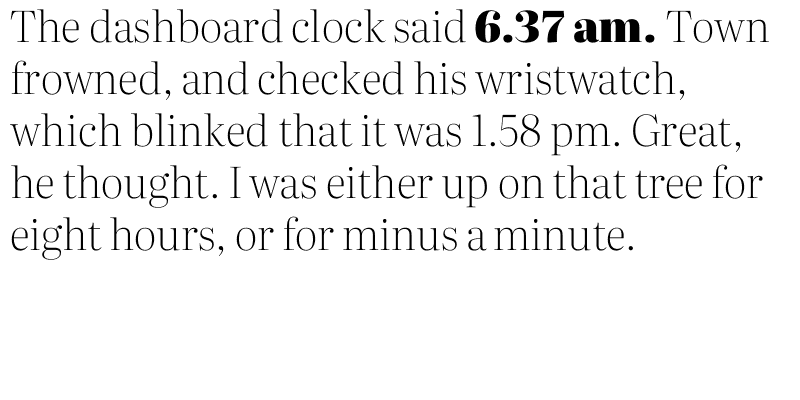 The dashboard clock said 6.37 am. Town
frowned, and checked his wristwatch,
which blinked that it was 1.58 pm. Great,
he thought. I was either up on that tree for
eight hours, or for minus a minute.